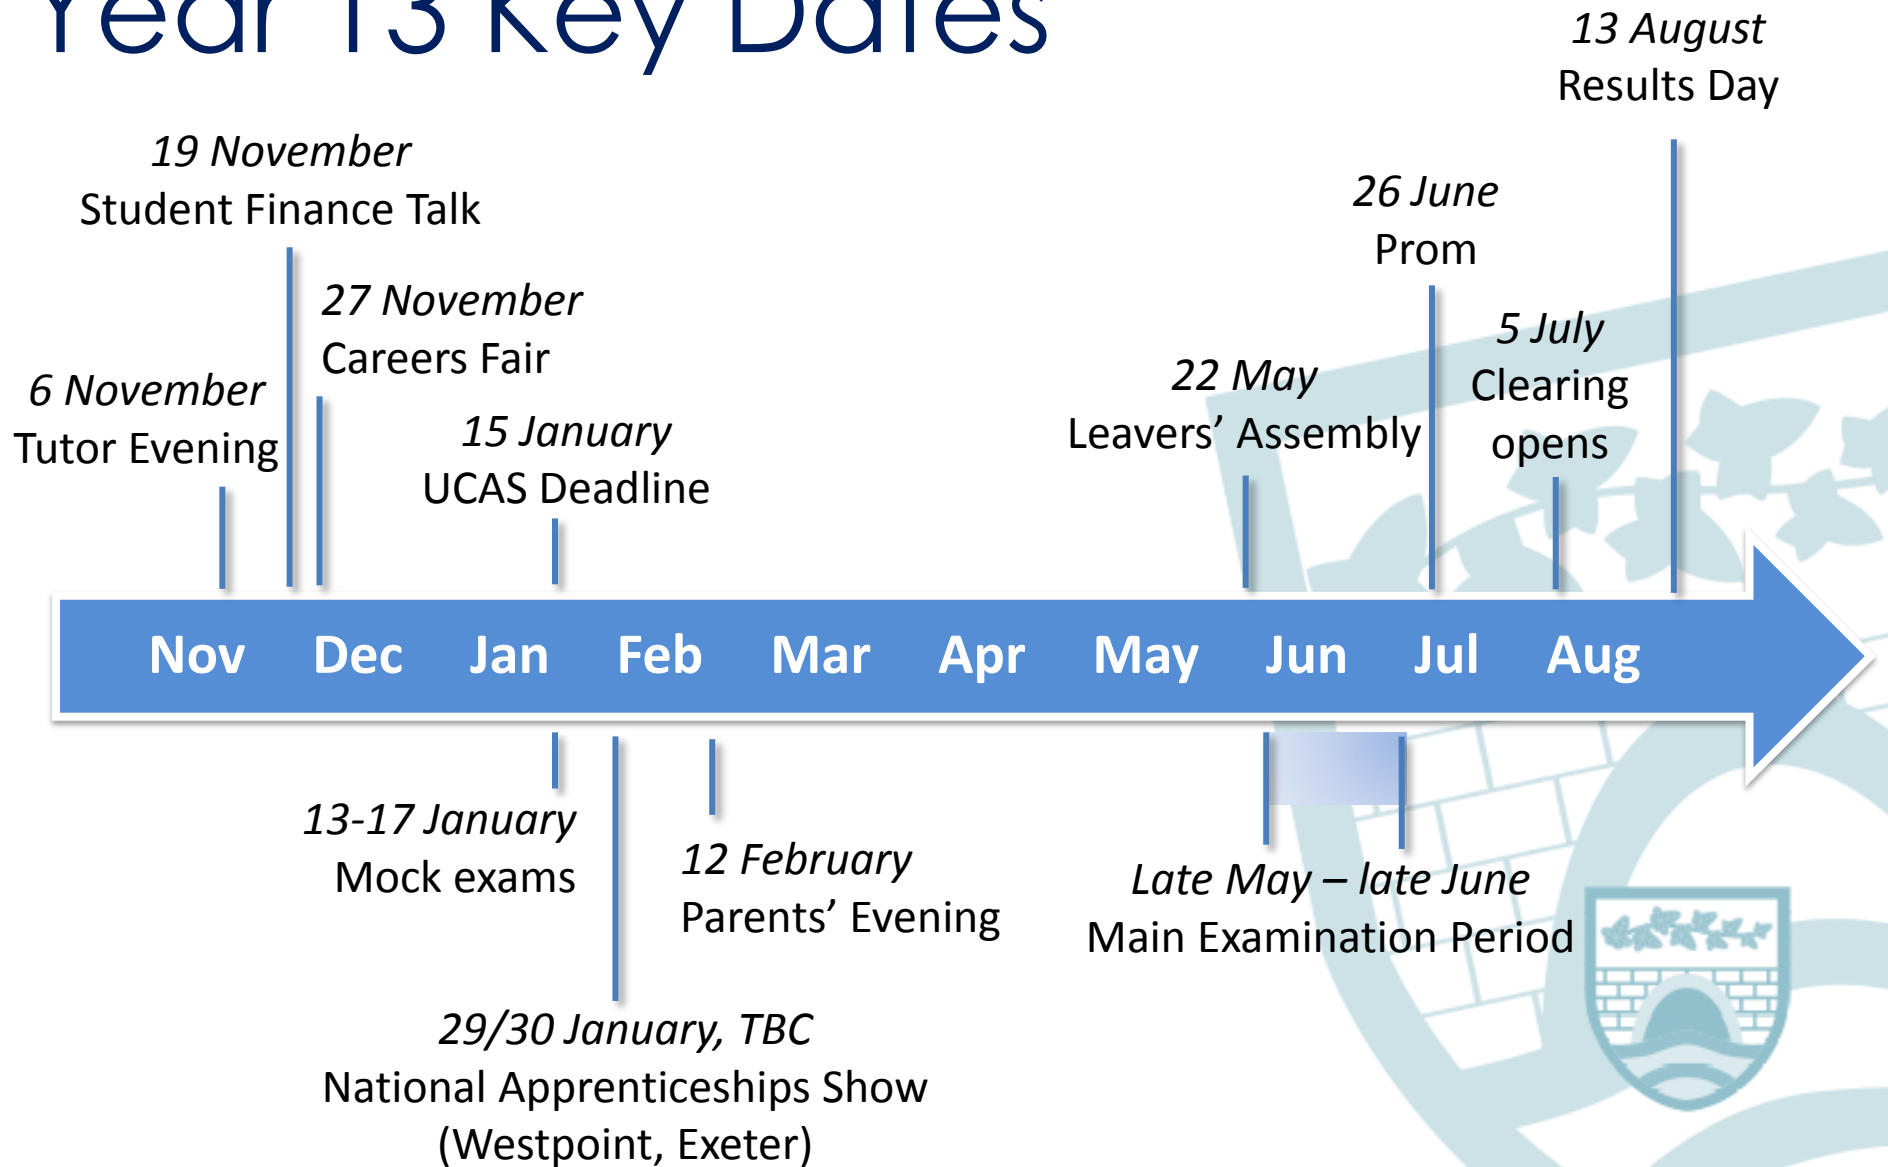 Year 13 Key Dates
13 August
Results Day
19 November
Student Finance Talk
26 June
Prom
27 November
Careers Fair
5 July
Clearing
opens
6 November
Tutor Evening
22 May
Leavers’ Assembly
15 January
UCAS Deadline
Nov Dec Jan Feb Mar Apr May Jun Jul Aug
13-17 January
Mock exams
12 February
Parents’ Evening
Late May – late June
Main Examination Period
29/30 January, TBC
National Apprenticeships Show
(Westpoint, Exeter)